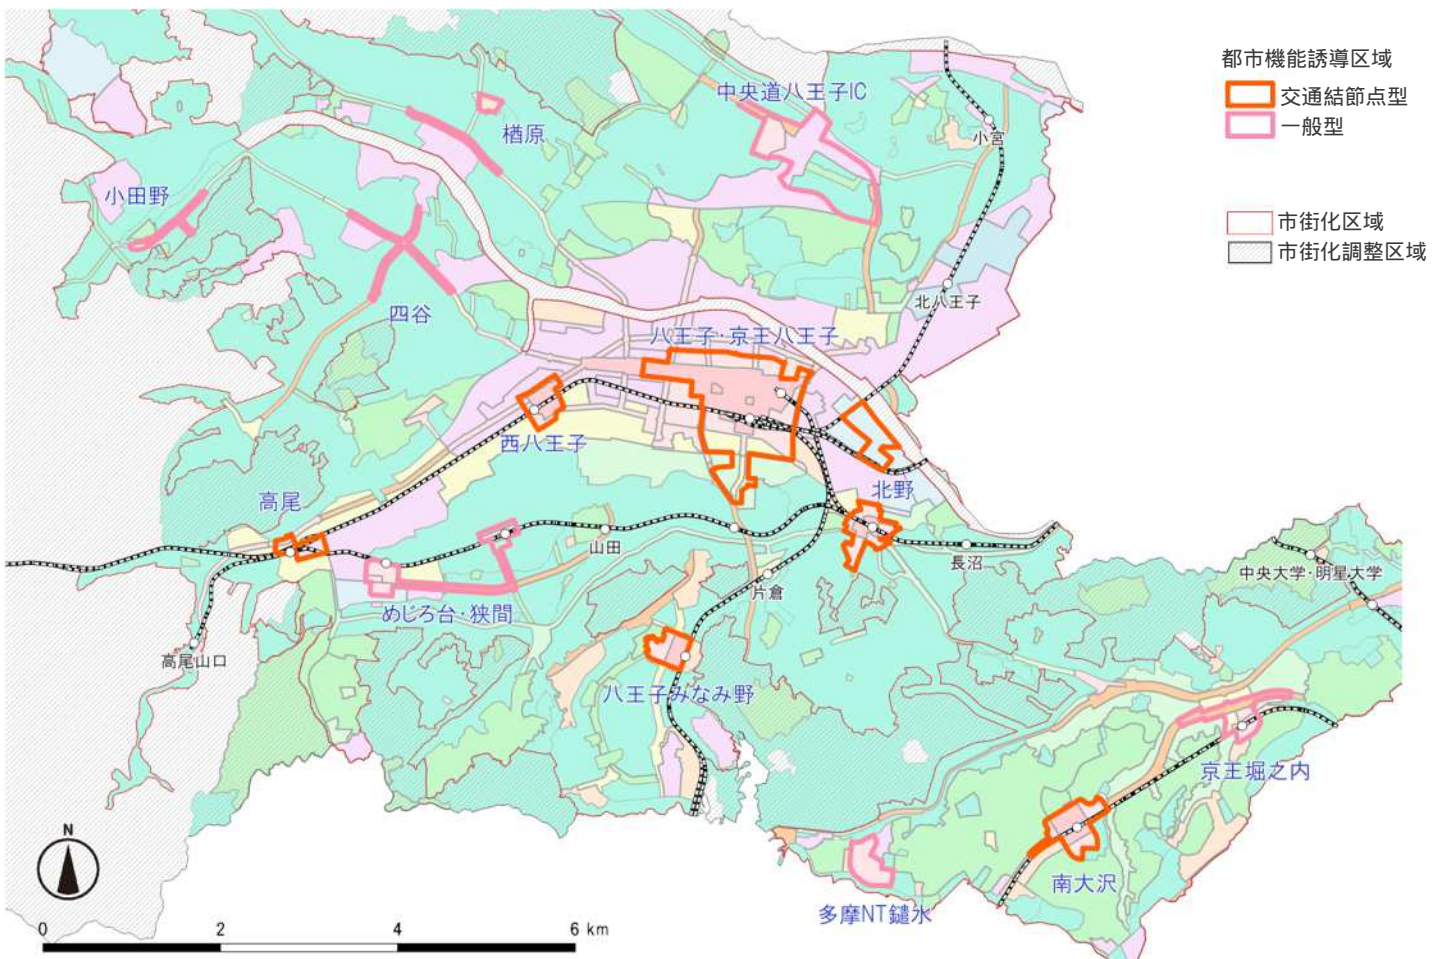 都市機能誘導区域
交通結節点型
一般型
市街化区域
市街化調整区域
中央道八王子IC
小宮
楢原
小田野
四谷
北八王子
八王子・京王八王子
西八王子
高尾
北野
山田
長沼
中央大学・明星大学
片倉
めじろ台・狭間
高尾山口
八王子みなみ野
京王堀之内
南大沢
多摩NT鑓水
N
0 2 4 6 km